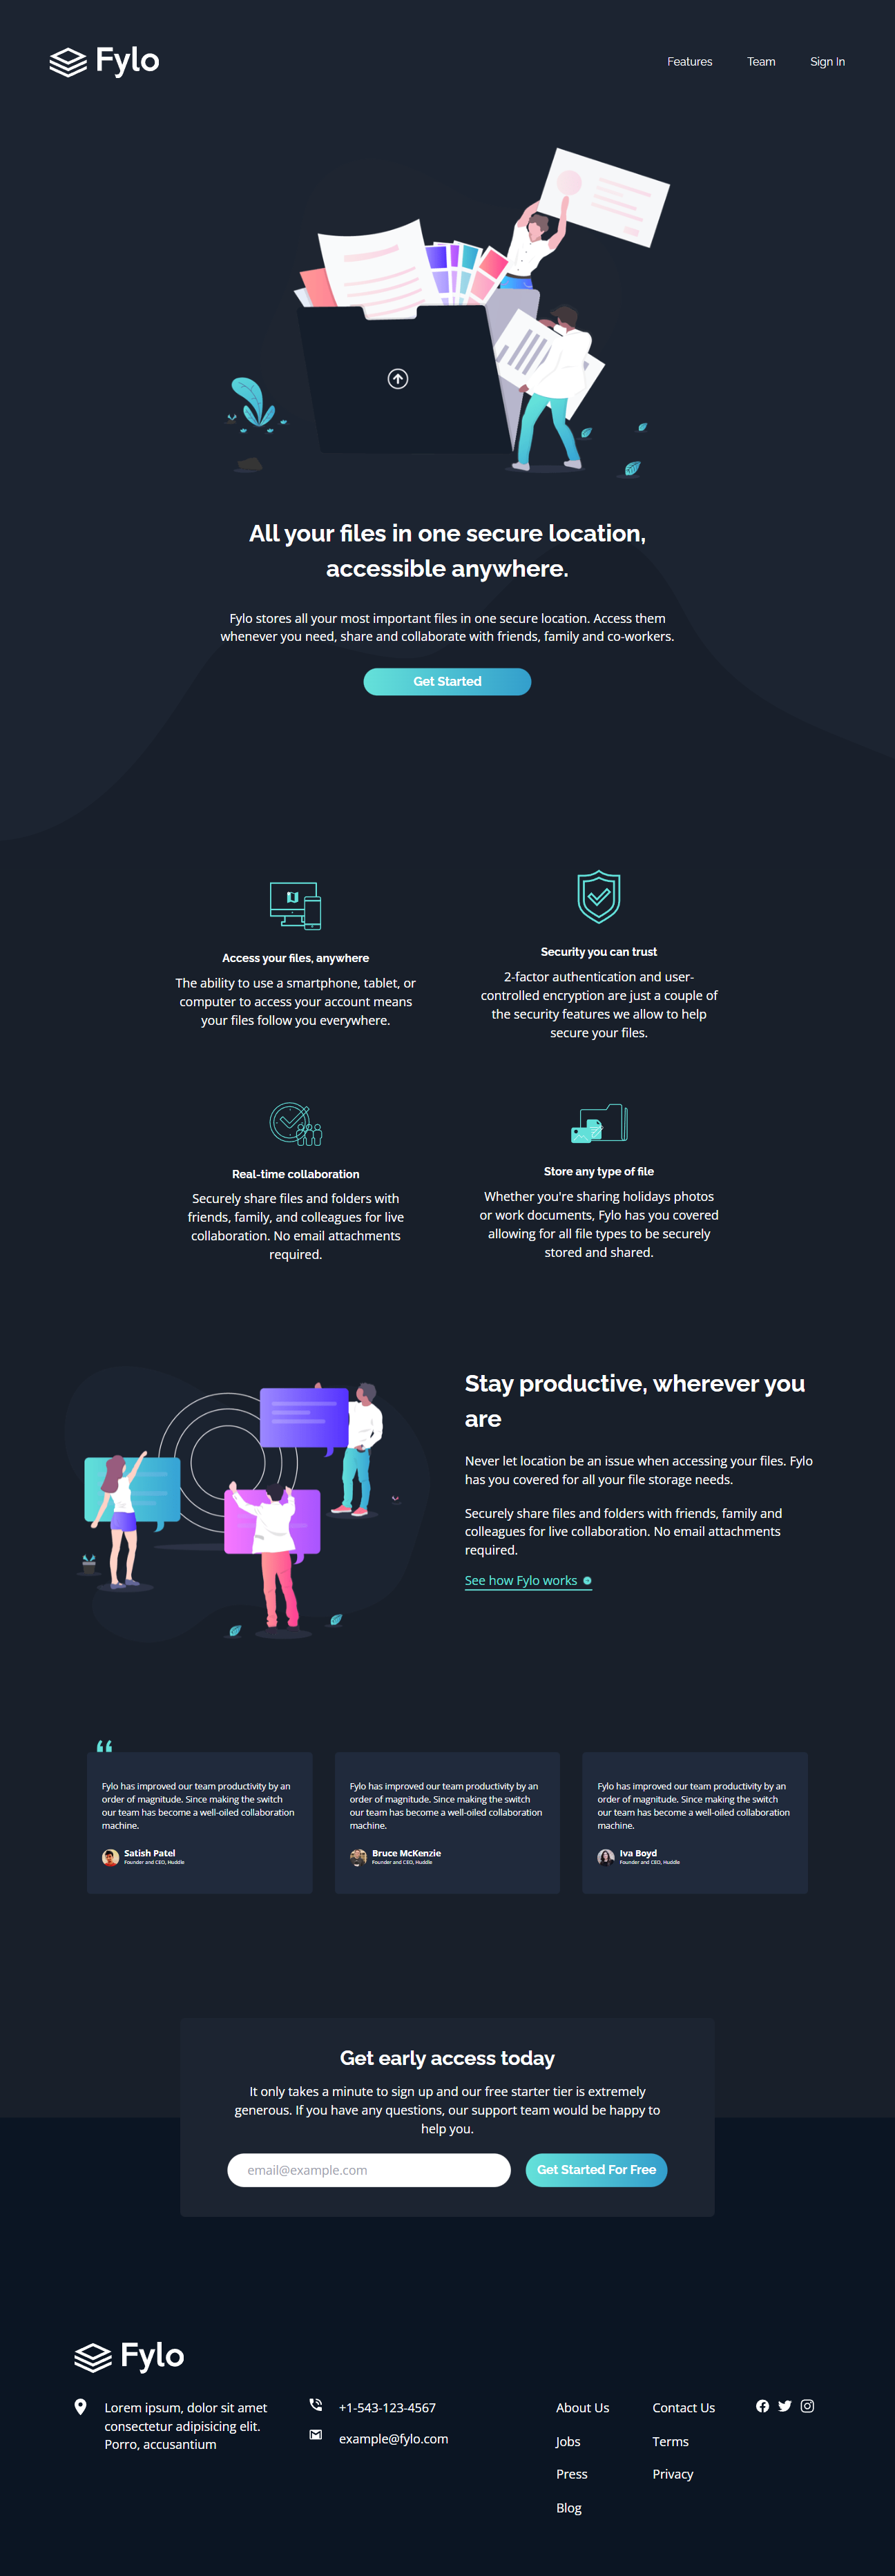 Fylo
Features
Team
Sign In
All your files in one secure location,
accessible anywhere.
Fylo stores all your most important files in one secure location. Access them
whenever you need, share and collaborate with friends, family and co-workers.
Get Started
Access your files, anywhere
The ability to use a smartphone, tablet, or
computer to access your account means
your files follow you everywhere.
Security you can trust
2-factor authentication and user-
controlled encryption are just a couple of
the security features we allow to help
secure your files.
Real-time collaboration
Securely share files and folders with
friends, family, and colleagues for live
collaboration. No email attachments
required.
Store any type of file
Whether you're sharing holidays photos
or work documents, Fylo has you covered
allowing for all file types to be securely
stored and shared.
Stay productive, wherever you
are
Never let location be an issue when accessing your files. Fylo
has you covered for all your file storage needs.
Securely share files and folders with friends, family and
colleagues for live collaboration. No email attachments
required.
See how Fylo works
Fylo has improved our team productivity by an
order of magnitude. Since making the switch
our team has become a well-oiled collaboration
machine.
Satish Patel
Founder and CEO, Huddle
Fylo has improved our team productivity by an
order of magnitude. Since making the switch
our team has become a well-oiled collaboration
machine.
Bruce McKenzie
Founder and CEO, Huddle
Fylo has improved our team productivity by an
order of magnitude. Since making the switch
our team has become a well-oiled collaboration
machine.
Iva Boyd
Founder and CEO, Huddle
Get early access today
It only takes a minute to sign up and our free starter tier is extremely
generous. If you have any questions, our support team would be happy to
help you.
email@example.com
Get Started For Free
Fylo
Lorem ipsum, dolor sit amet
consectetur adipisicing elit.
Porro, accusantium
+1-543-123-4567
example@fylo.com
About Us
Jobs
Press
Blog
Contact Us
Terms
Privacy